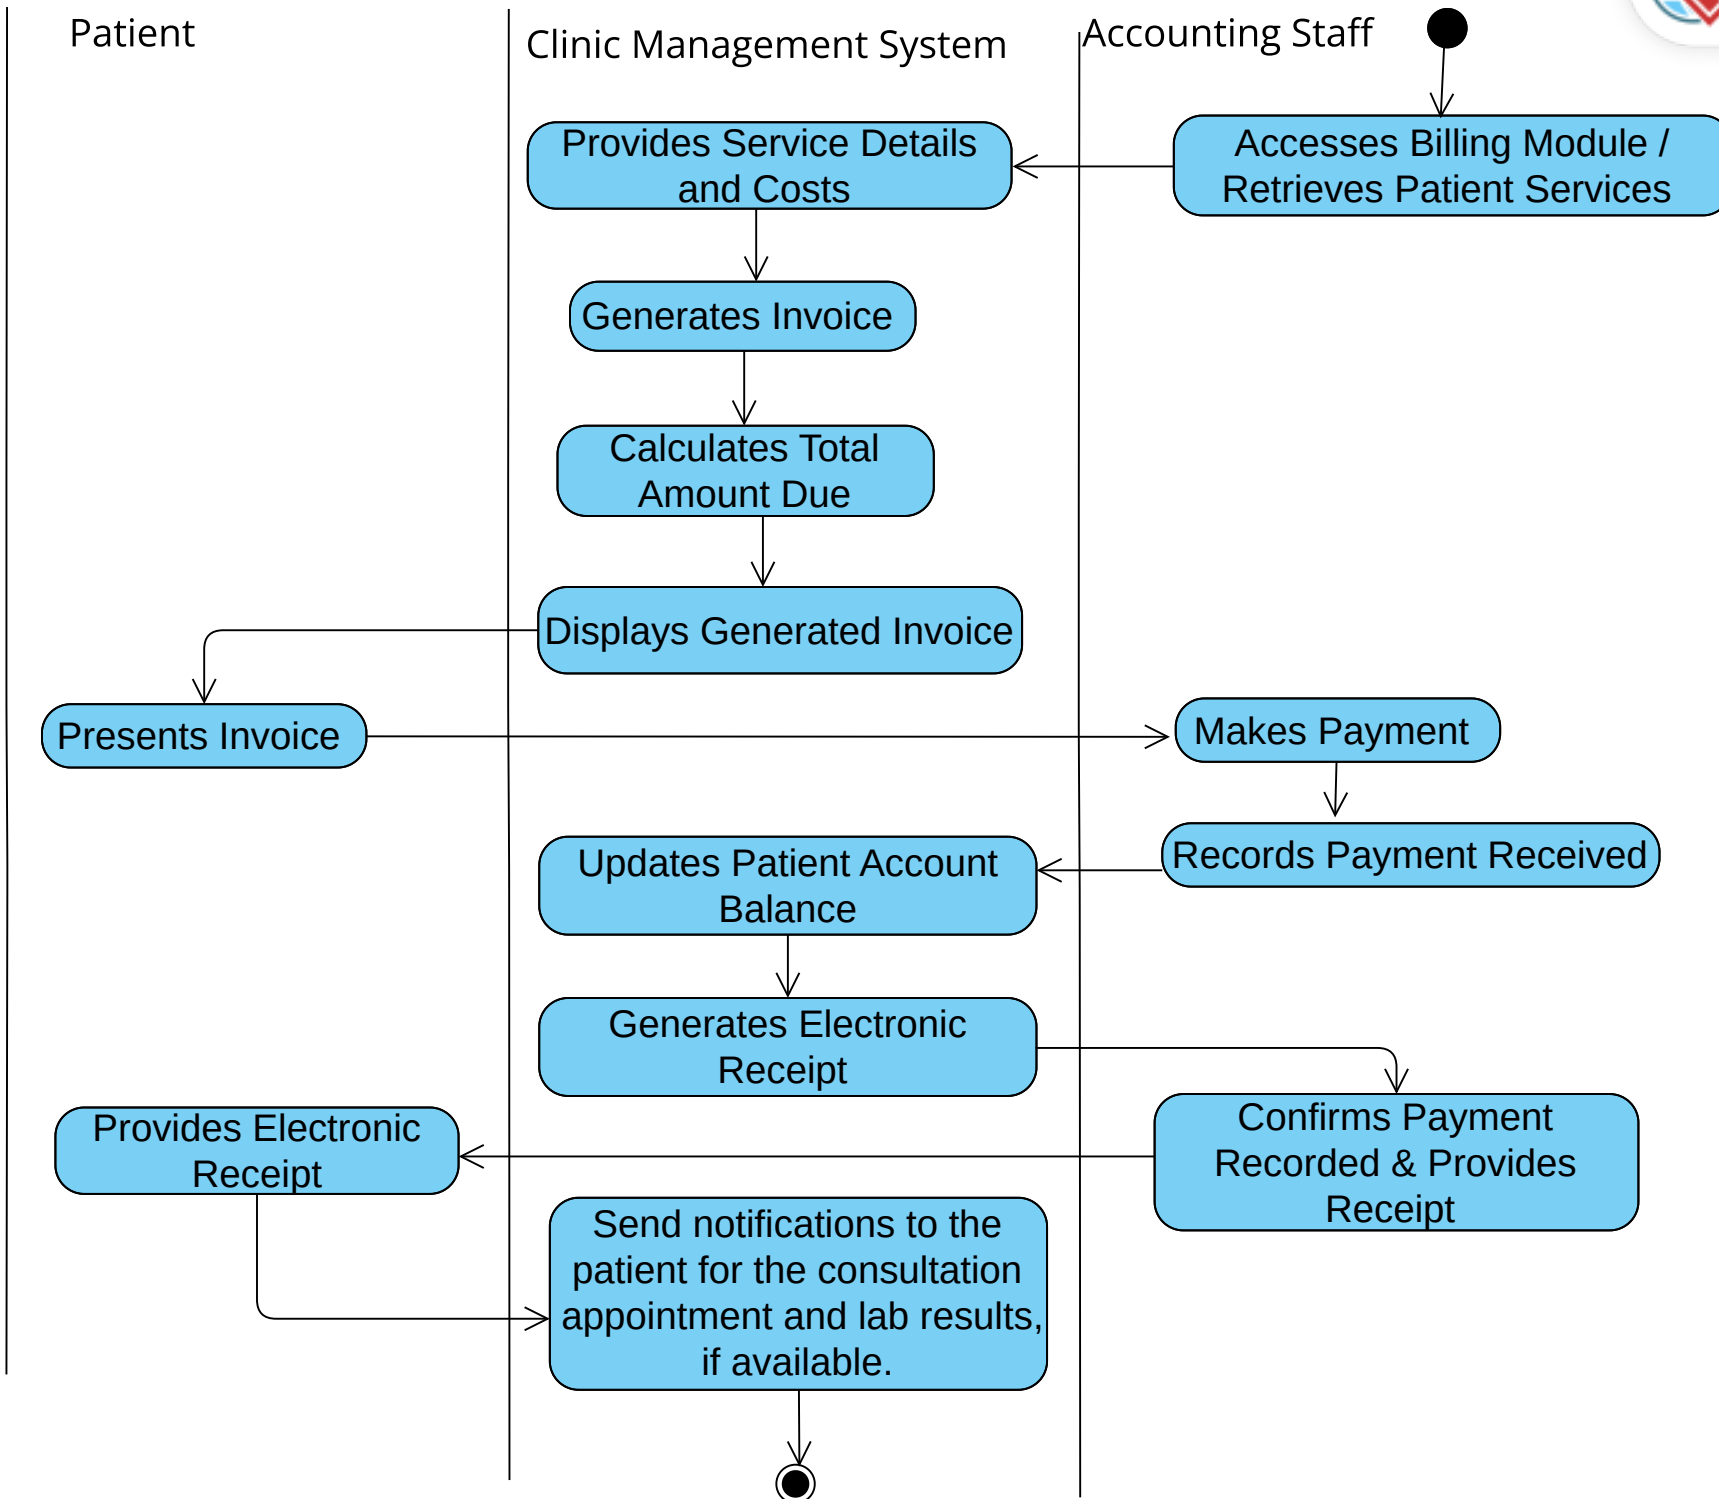 Patient
Clinic Management System
Accounting Staff
Provides Service Details
and Costs
Accesses Billing Module /
Retrieves Patient Services
Generates Invoice
Calculates Total
Amount Due
Displays Generated Invoice
Presents Invoice
Makes Payment
Records Payment Received
Updates Patient Account
Balance
Generates Electronic
Receipt
Confirms Payment
Recorded & Provides
Receipt
Provides Electronic
Receipt
Send notifications to the
patient for the consultation
appointment and lab results,
if available.